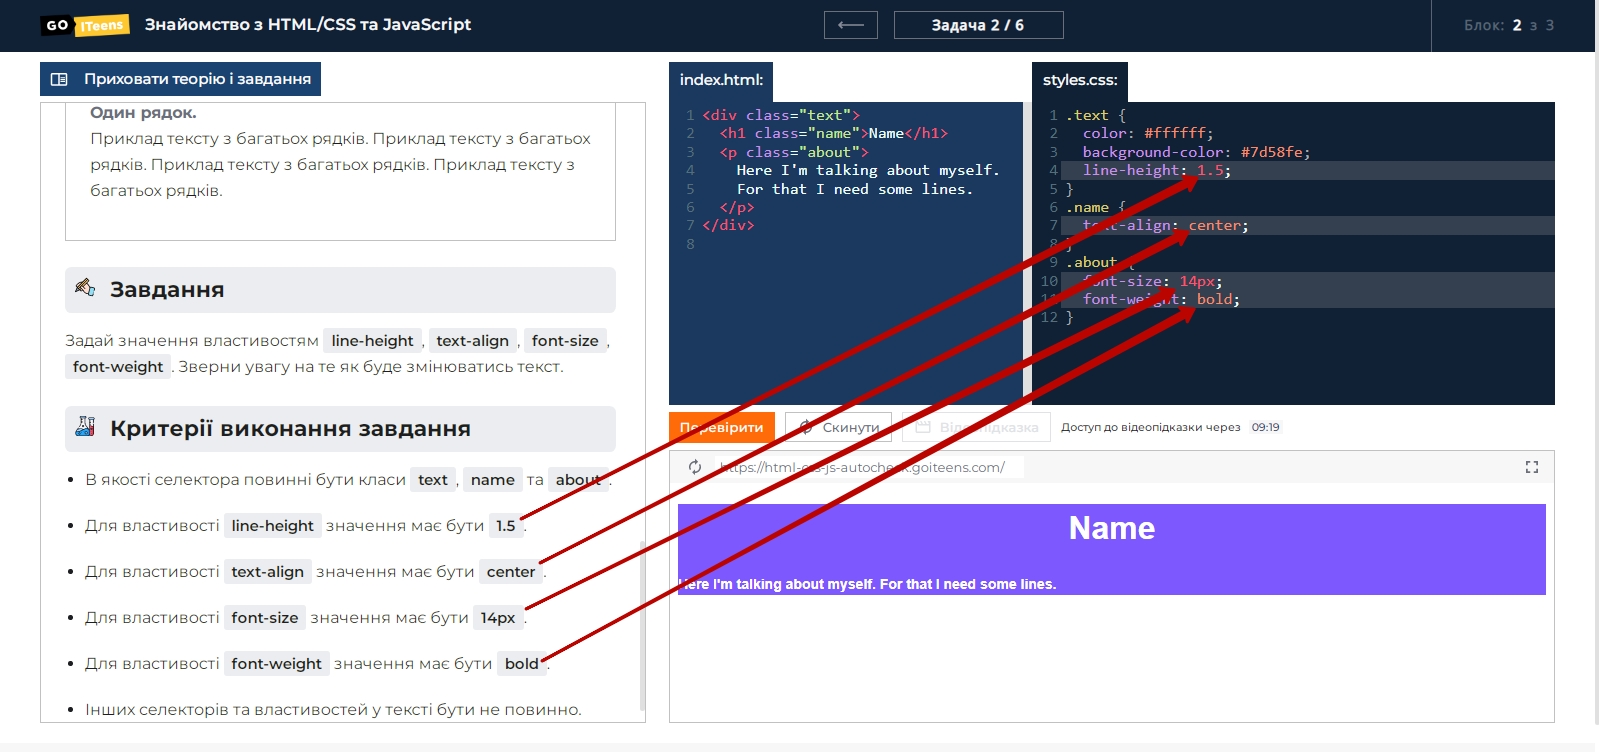 GO ITeens Знайомство з HTML/CSS та JavaScript
Задача 2 / 6
Блок: 2 з 3
Приховати теорію і завдання
Один рядок.
Приклад тексту з багатьох рядків. Приклад тексту з багатьох
рядків. Приклад тексту з багатьох рядків. Приклад тексту з
багатьох рядків.
Завдання
Задай значення властивостям line-height , text-align , font-size ,
font-weight . Зверни увагу на те як буде змінюватись текст.
Критерії виконання завдання
В якості селектора повинні бути класи text , name та about .
Для властивості line-height значення має бути 1.5 .
Для властивості text-align значення має бути center .
Для властивості font-size значення має бути 14px .
Для властивості font-weight значення має бути bold .
Інших селекторів та властивостей у тексті бути не повинно.
index.html:
1 <div class="text">
2 <h1 class="name">Name</h1>
3 <p class="about">
4 Here I'm talking about myself.
5 For that I need some lines.
6 </p>
7 </div>
8
styles.css:
1 .text {
2 color: #ffffff;
3 background-color: #7d58fe;
4 line-height: 1.5;
5 }
6 .name {
7 text-align: center;
8 }
9 .about {
10 font-size: 14px;
11 font-weight: bold;
12 }
Перевірити
Скинути
Відеопідказка
Доступ до відеопідказки через 09:19
https://html-css-js-autocheck.goiteens.com/
Name
Here I'm talking about myself. For that I need some lines.